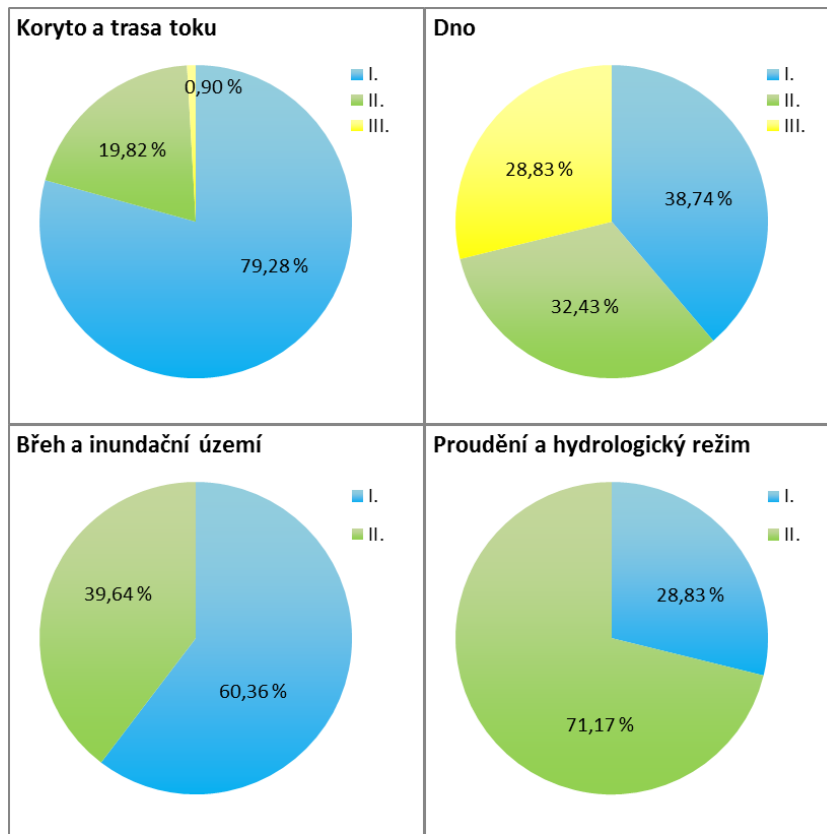 Koryto a trasa toku
0,90 %
19,82 %
79,28 %
I.
II.
III.
Dno
28,83 %
38,74 %
32,43 %
I.
II.
III.
Břeh a inundační území
39,64 %
60,36 %
I.
II.
Proudění a hydrologický režim
28,83 %
71,17 %
I.
II.